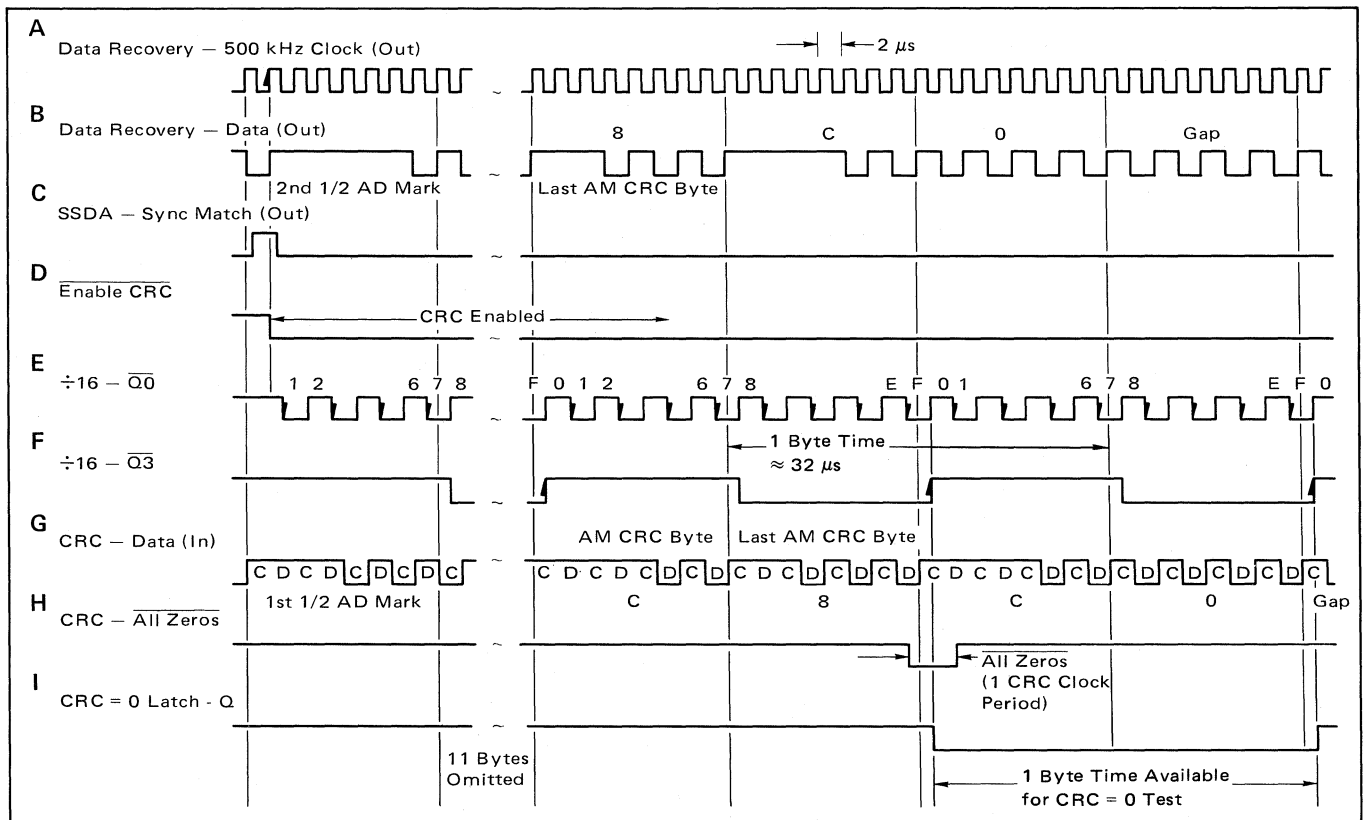 A
Data Recovery — 500 kHz Clock (Out)
2 μs
~
B
Data Recovery — Data (Out)
8 C 0 Gap
~
2nd 1/2 AD Mark Last AM CRC Byte
C
SSDA — Sync Match (Out)
~
D
Enable CRC
CRC Enabled
~
E
÷16 — Q0
1 2 6 7 8 F 0 1 2 6 7 8 E F 0 1 6 7 8 E F 0
~
F
÷16 — Q3
1 Byte Time
≈ 32 μs
~
G
CRC — Data (In)
AM CRC Byte Last AM CRC Byte
~
C D C D C D C D C C D C D C D C D C D C D C D C D C D C D C D C D C D C D C D C D C
1st 1/2 AD Mark C 8 C 0 Gap
H
CRC — All Zeros
~
All Zeros
(1 CRC Clock
Period)
I
CRC = 0 Latch - Q
~
11 Bytes
Omitted
1 Byte Time Available
for CRC = 0 Test